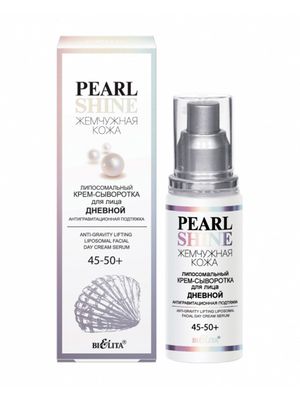 PEARL
SHINE
ЖЕМЧУЖНАЯ
КОЖА
ЛИПОСОМАЛЬНЫЙ
КРЕМ-СЫВОРОТКА
ДЛЯ ЛИЦА
ДНЕВНОЙ
АНТИГРАВИТАЦИОННАЯ ПОДТЯЖКА
ANTI-GRAVITY LIFTING
LIPOSOMAL FACIAL
DAY CREAM SERUM
45-50+
BIELITA
PEARL
SHINE
ЖЕМЧУЖНАЯ
КОЖА
ЛИПОСОМАЛЬНЫЙ
КРЕМ-СЫВОРОТКА
ДЛЯ ЛИЦА
ДНЕВНОЙ
АНТИГРАВИТАЦИОННАЯ ПОДТЯЖКА
ANTI-GRAVITY LIFTING LIPOSOMAL
FACIAL DAY CREAM SERUM
45-50+
BIELITA